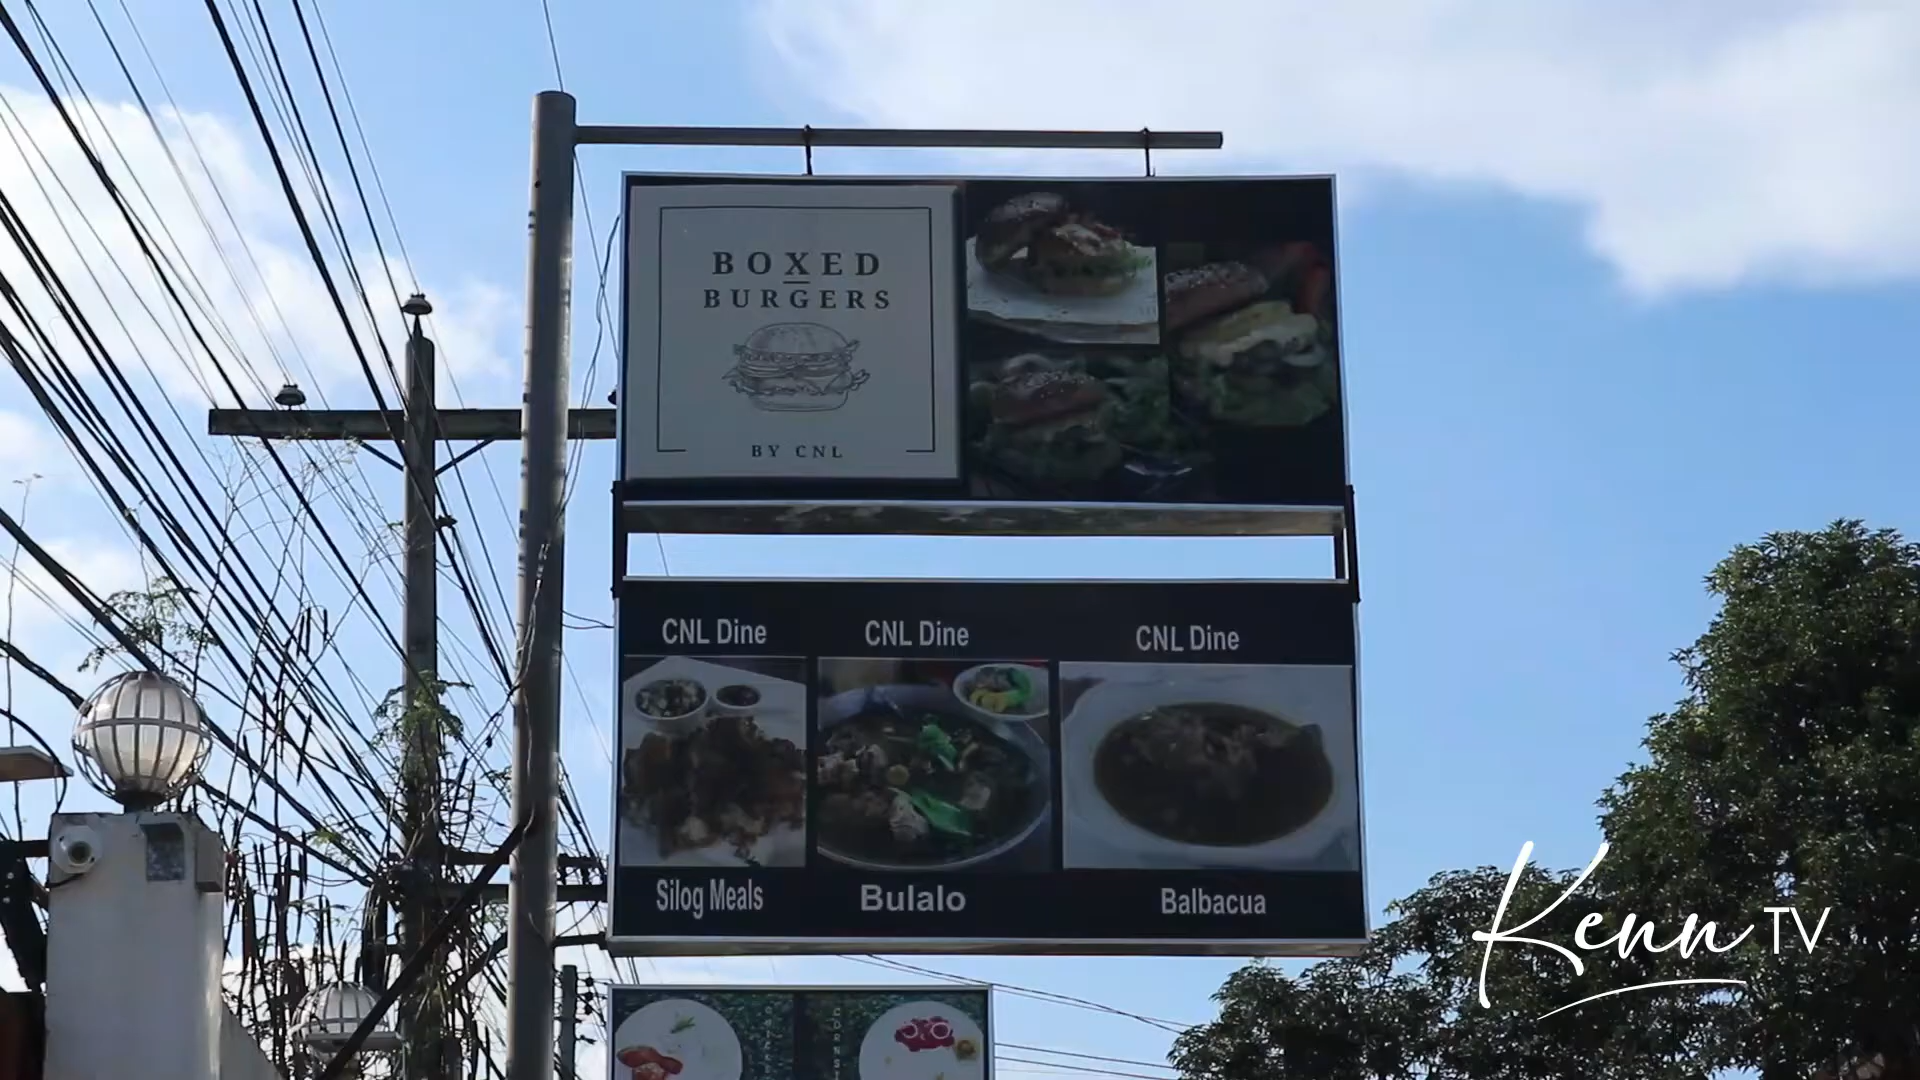 BOXED
BURGERS
BY CNL
CNL Dine
CNL Dine
CNL Dine
Silog Meals
Bulalo
Balbacua
Kenn TV